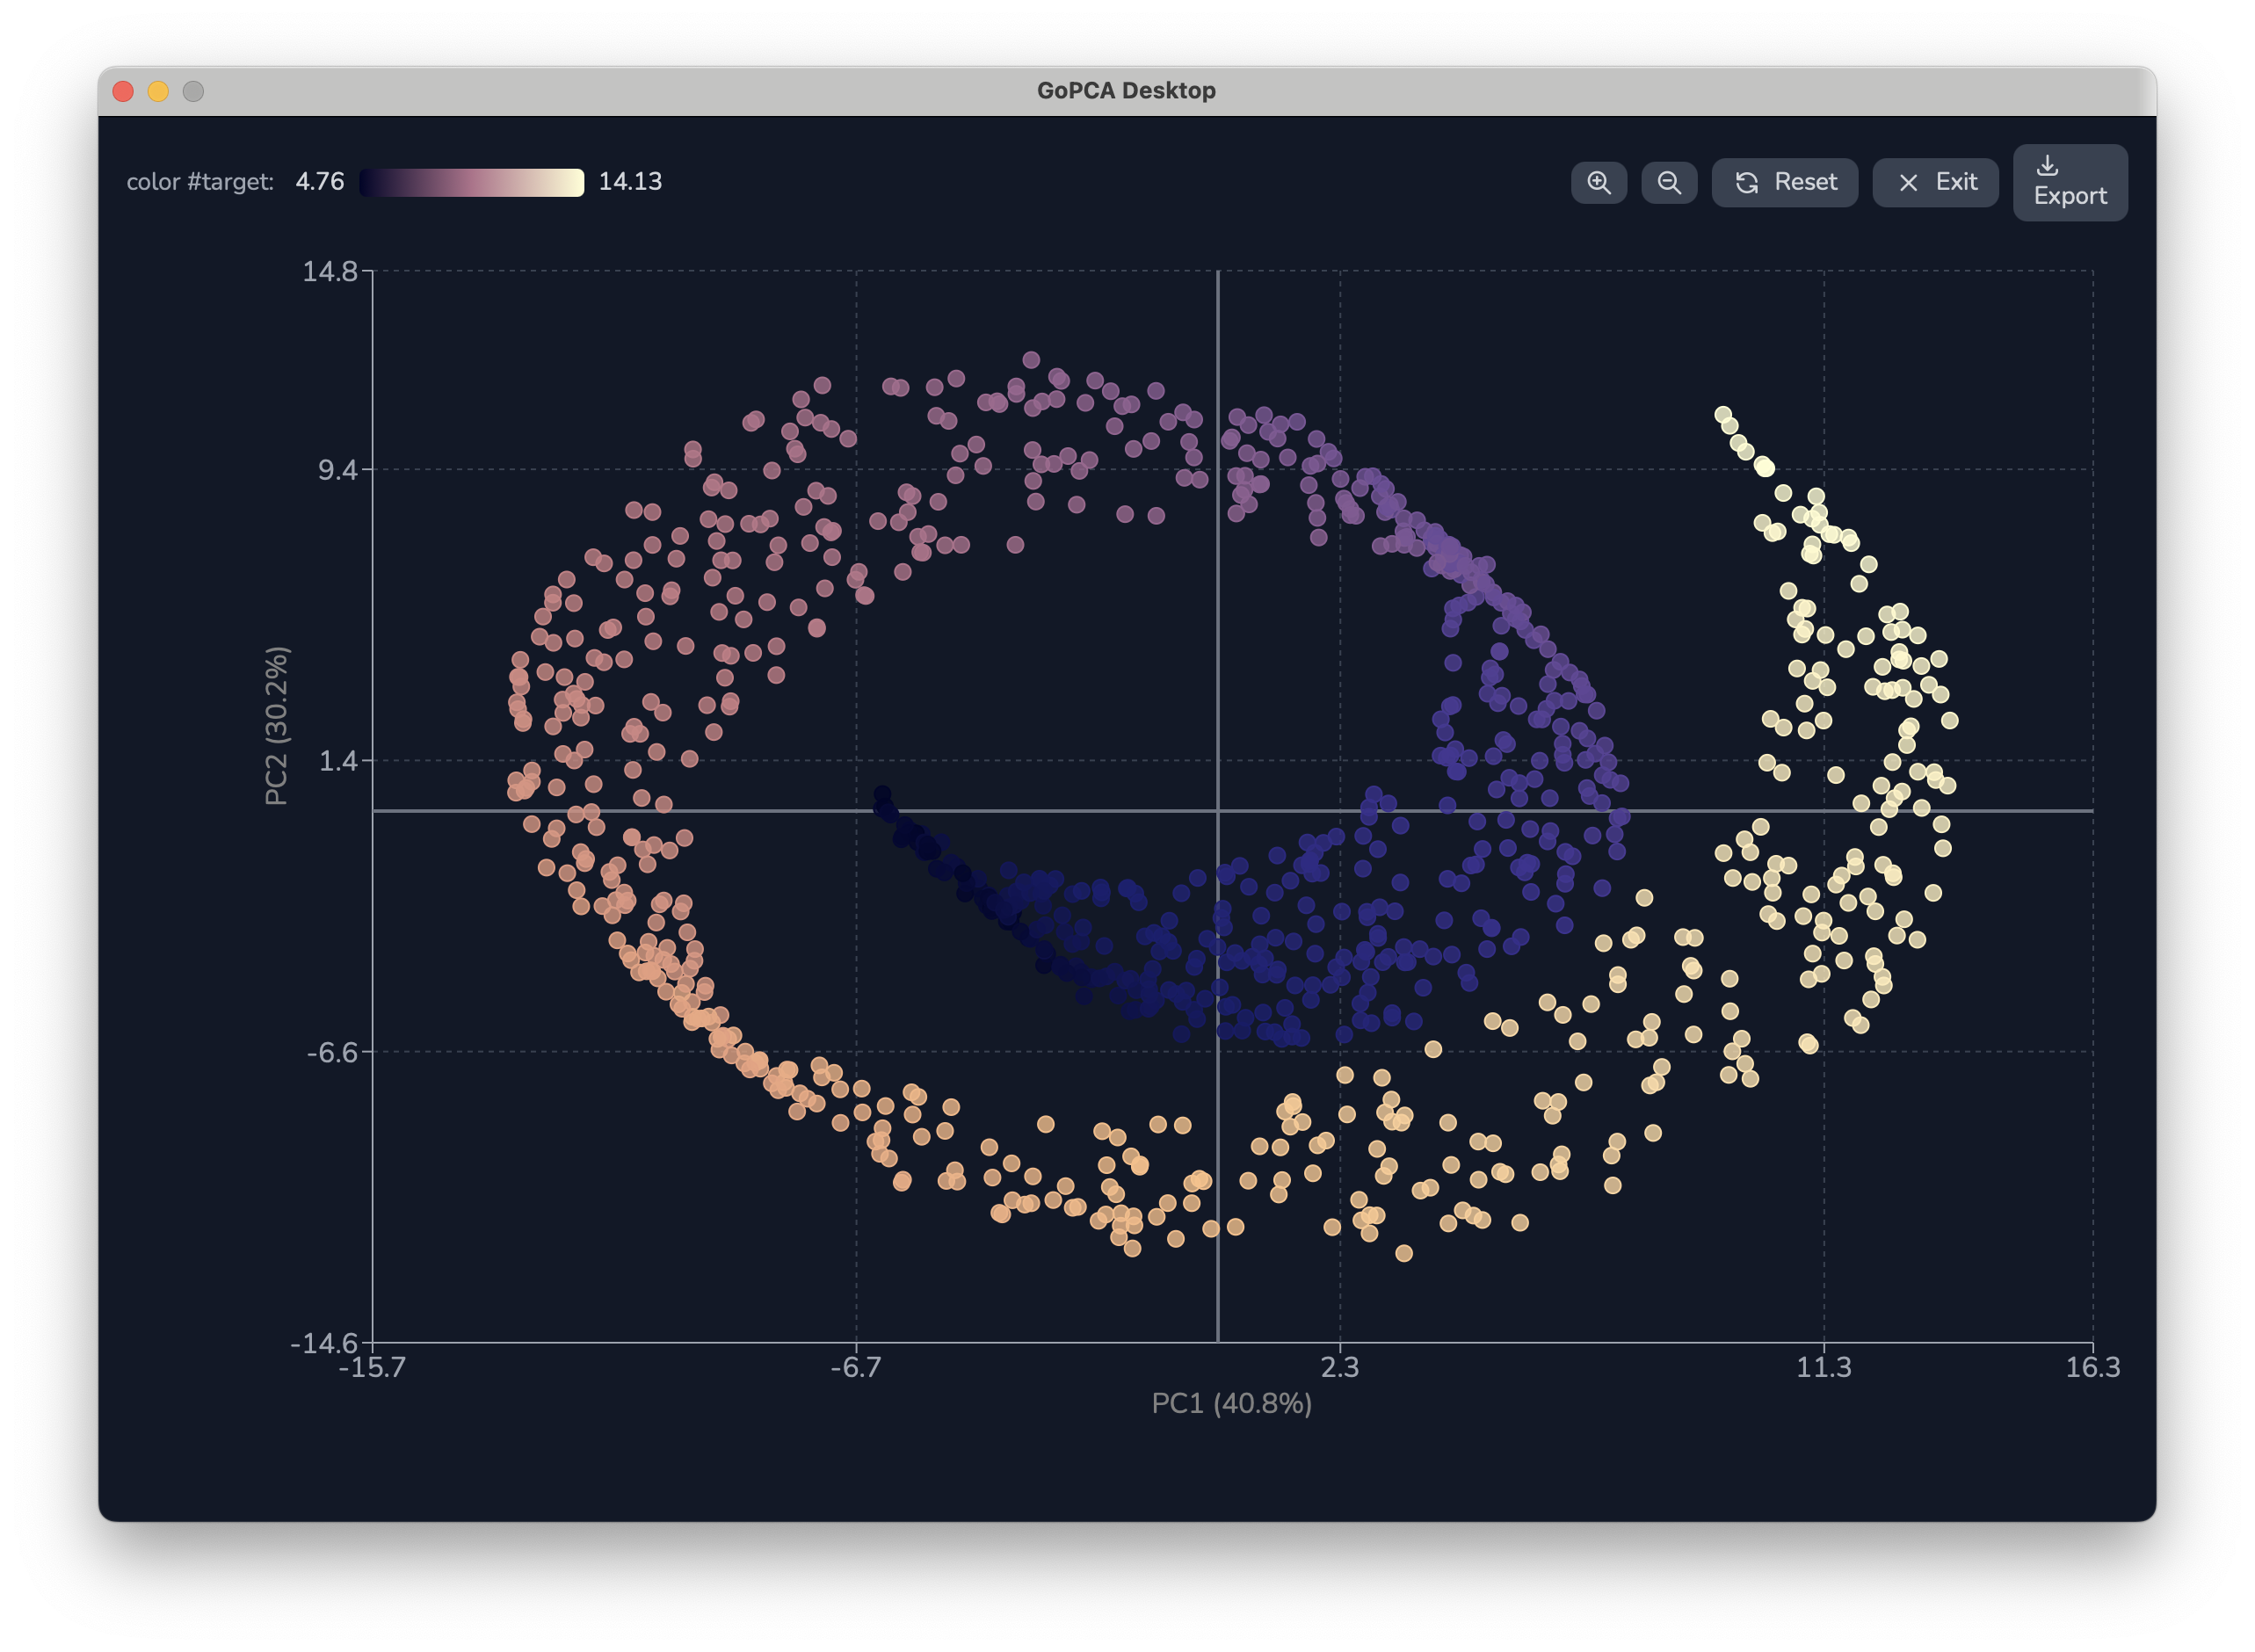 GoPCA Desktop
color #target: 4.76 14.13
Reset
Exit
Export
14.8
9.4
1.4
-6.6
-14.6
PC2 (30.2%)
-15.7 -6.7 2.3 11.3 16.3
PC1 (40.8%)